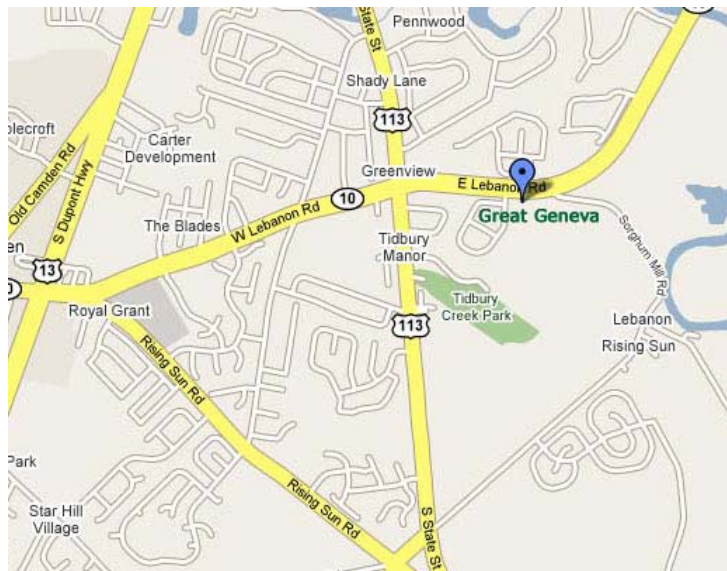 Pennwood
State St
Shady Lane
113
Carter
Development
Old Camden Rd
S Dupont Hwy
Greenview
E Lebanon Rd
10
W Lebanon Rd
Great Geneva
The Blades
Tidbury
Manor
Sorghum Mill Rd
13
Royal Grant
Tidbury
Creek Park
113
Lebanon
Rising Sun
Rising Sun Rd
Park
Star Hill
Village
Rising Sun Rd
S State St